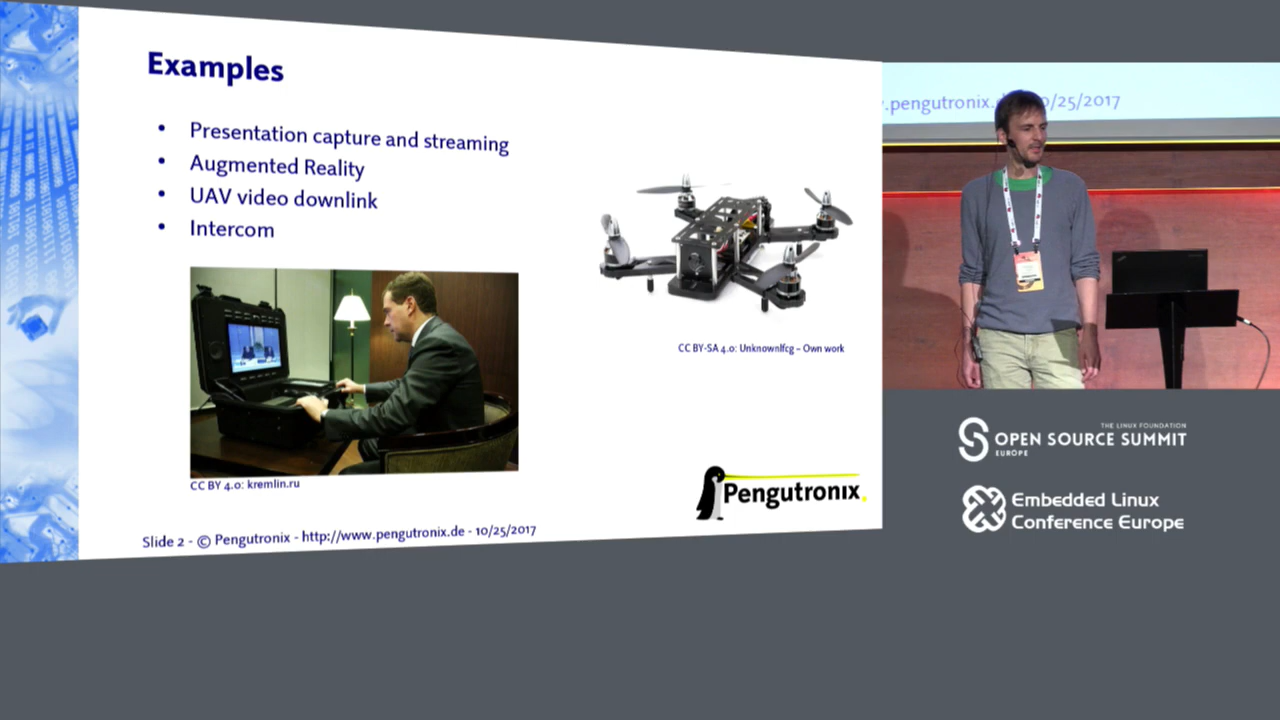 Examples
• Presentation capture and streaming
• Augmented Reality
• UAV video downlink
• Intercom
CC BY-SA 4.0: Unknownlfcg – Own work
CC BY 4.0: kremlin.ru
Pengutronix
Slide 2 - © Pengutronix - http://www.pengutronix.de - 10/25/2017
.pengutronix. 0/25/2017
THE LINUX FOUNDATION
OPEN SOURCE SUMMIT
EUROPE
Embedded Linux
Conference Europe